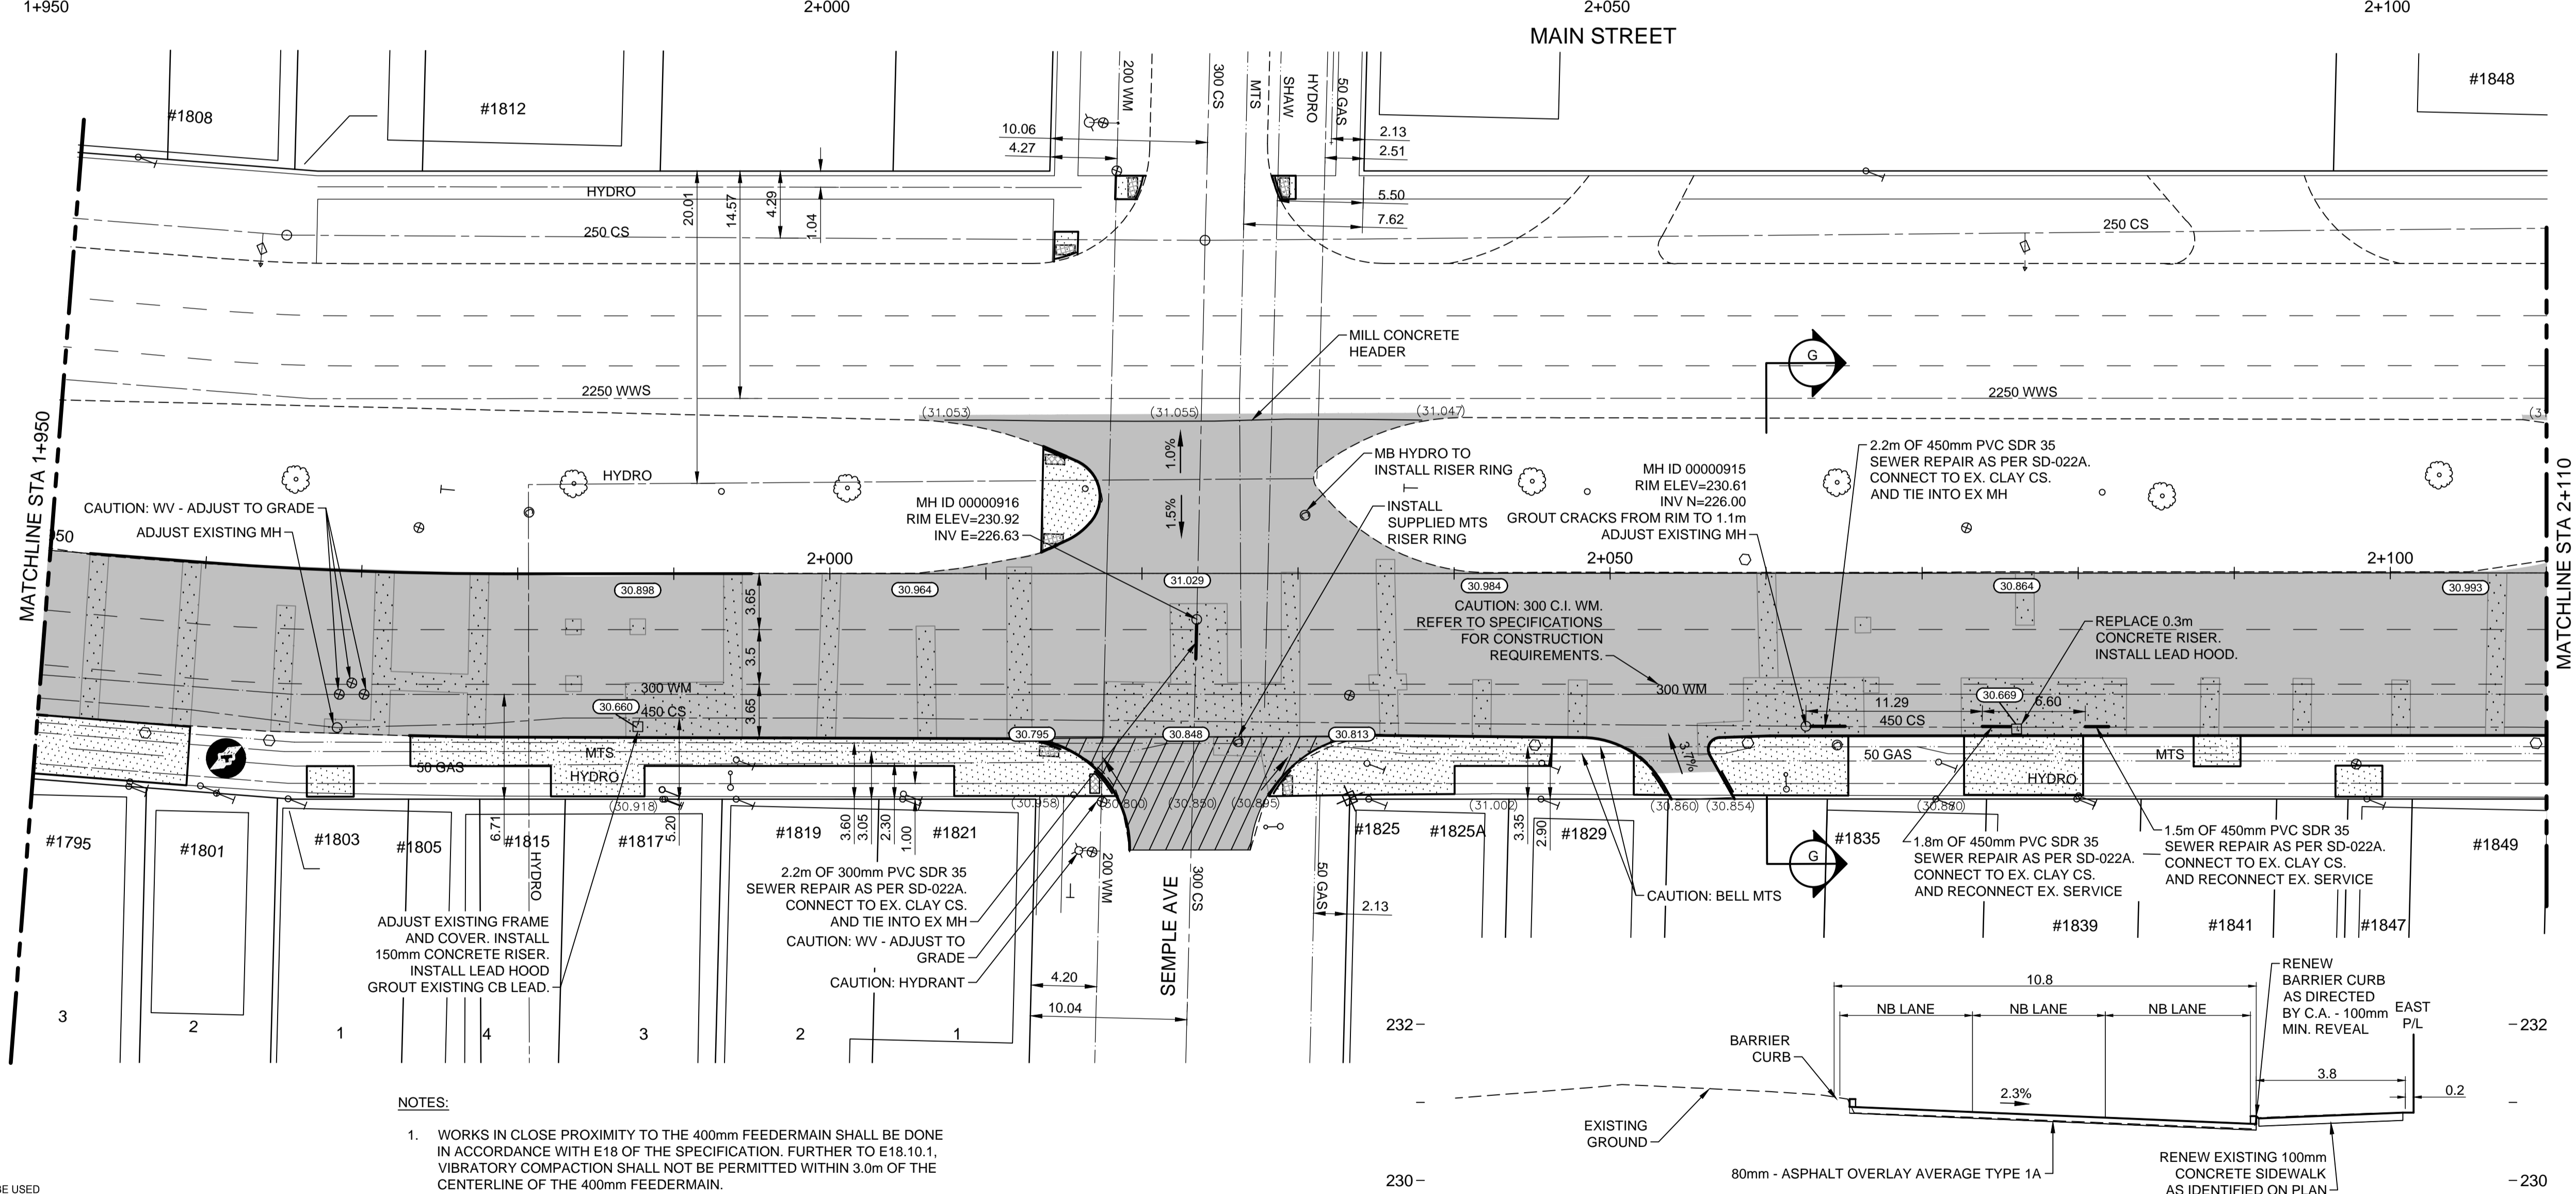 1+950
2+000
2+050
2+100
MAIN STREET
#1808
#1812
#1848
200 WM
300 CS
MTS
SHAW
HYDRO
50 GAS
10.06
4.27
2.13
2.51
5.50
7.62
HYDRO
20.01
14.57
4.29
1.04
250 CS
250 CS
MILL CONCRETE
HEADER
G
2250 WWS
2250 WWS
(31.053)
(31.055)
(31.047)
(3
MATCHLINE STA 1+950
MATCHLINE STA 2+110
1.0%
1.5%
HYDRO
MB HYDRO TO
INSTALL RISER RING
INSTALL
SUPPLIED MTS
RISER RING
MH ID 00000916
RIM ELEV=230.92
INV E=226.63
MH ID 00000915
RIM ELEV=230.61
INV N=226.00
GROUT CRACKS FROM RIM TO 1.1m
ADJUST EXISTING MH
2.2m OF 450mm PVC SDR 35
SEWER REPAIR AS PER SD-022A.
CONNECT TO EX. CLAY CS.
AND TIE INTO EX MH
CAUTION: WV - ADJUST TO GRADE
ADJUST EXISTING MH
950
2+000
2+050
2+100
30.898
30.964
31.029
30.984
30.864
30.993
3.65
3.5
3.65
CAUTION: 300 C.I. WM.
REFER TO SPECIFICATIONS
FOR CONSTRUCTION
REQUIREMENTS.
REPLACE 0.3m
CONCRETE RISER.
INSTALL LEAD HOOD.
300 WM
300 WM
30.660
450 CS
30.669
11.29
6.60
450 CS
30.795
30.848
30.813
3.7%
MTS
50 GAS
HYDRO
50 GAS
MTS
HYDRO
(30.918)
(30.958)
(30.800)
(30.850)
(30.895)
(31.002)
(30.860)
(30.854)
(30.880)
6.71
5.20
3.60
3.05
2.30
1.00
3.35
2.90
#1795
#1801
#1803
#1805
#1815
#1817
#1819
#1821
#1825
#1825A
#1829
#1835
#1839
#1841
#1847
#1849
G
HYDRO
200 WM
300 CS
50 GAS
SEMPLE AVE
2.13
2.2m OF 300mm PVC SDR 35
SEWER REPAIR AS PER SD-022A.
CONNECT TO EX. CLAY CS.
AND TIE INTO EX MH
CAUTION: WV - ADJUST TO
GRADE
CAUTION: HYDRANT
CAUTION: BELL MTS
1.8m OF 450mm PVC SDR 35
SEWER REPAIR AS PER SD-022A.
CONNECT TO EX. CLAY CS.
AND RECONNECT EX. SERVICE
1.5m OF 450mm PVC SDR 35
SEWER REPAIR AS PER SD-022A.
CONNECT TO EX. CLAY CS.
AND RECONNECT EX. SERVICE
ADJUST EXISTING FRAME
AND COVER. INSTALL
150mm CONCRETE RISER.
INSTALL LEAD HOOD
GROUT EXISTING CB LEAD.
4.20
10.04
3
2
1
4
3
2
1
232
232
10.8
NB LANE
NB LANE
NB LANE
RENEW
BARRIER CURB
AS DIRECTED
BY C.A. - 100mm
MIN. REVEAL
EAST
P/L
BARRIER
CURB
2.3%
3.8
0.2
EXISTING
GROUND
80mm - ASPHALT OVERLAY AVERAGE TYPE 1A
RENEW EXISTING 100mm
CONCRETE SIDEWALK
AS IDENTIFIED ON PLAN
230
230
NOTES:
1. WORKS IN CLOSE PROXIMITY TO THE 400mm FEEDERMAIN SHALL BE DONE
IN ACCORDANCE WITH E18 OF THE SPECIFICATION. FURTHER TO E18.10.1,
VIBRATORY COMPACTION SHALL NOT BE PERMITTED WITHIN 3.0m OF THE
CENTERLINE OF THE 400mm FEEDERMAIN.
BE USED